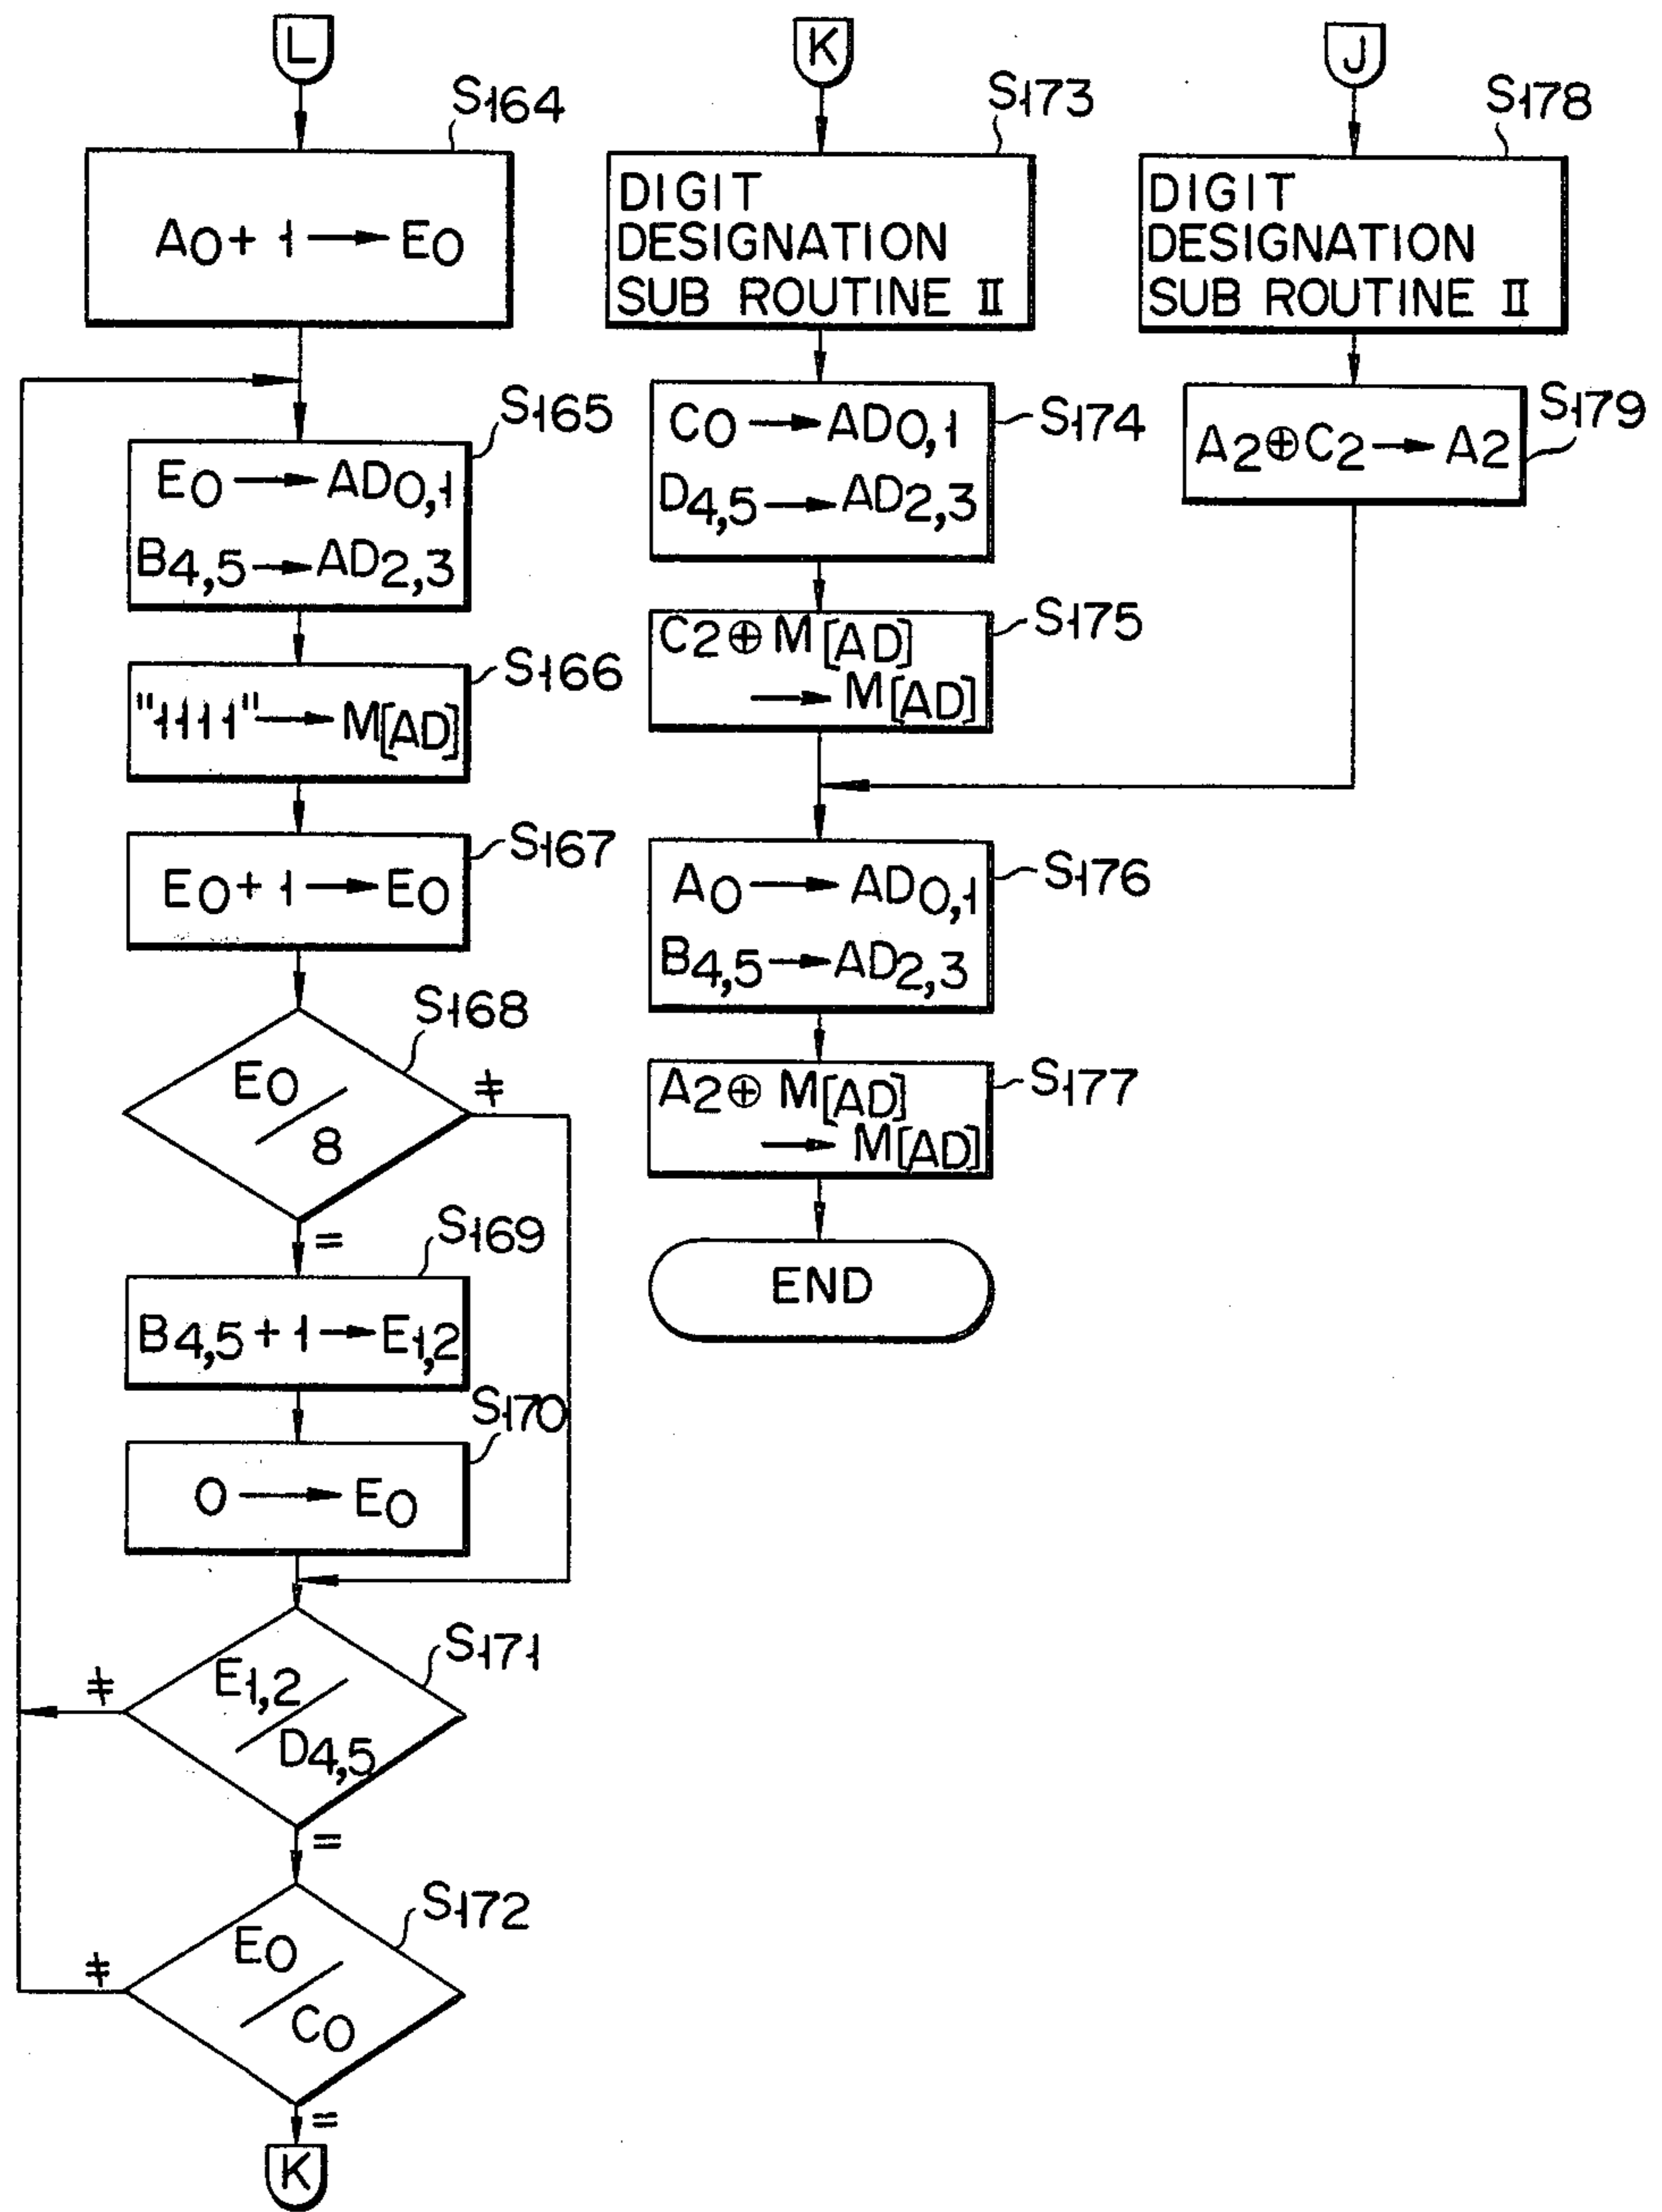 L
S164
A0 + 1 → E0
S165
E0 → AD0,1
B4,5 → AD2,3
S166
"1111" → M[AD]
S167
E0 + 1 → E0
S168
E0
8
≠
=
S169
B4,5 + 1 → E1,2
S170
0 → E0
S171
E1,2
D4,5
≠
=
S172
E0
C0
≠
=
K
K
S173
DIGIT
DESIGNATION
SUB ROUTINE II
S174
C0 → AD0,1
D4,5 → AD2,3
S175
C2 ⊕ M[AD]
→ M[AD]
S176
A0 → AD0,1
B4,5 → AD2,3
S177
A2 ⊕ M[AD]
→ M[AD]
END
J
S178
DIGIT
DESIGNATION
SUB ROUTINE II
S179
A2 ⊕ C2 → A2